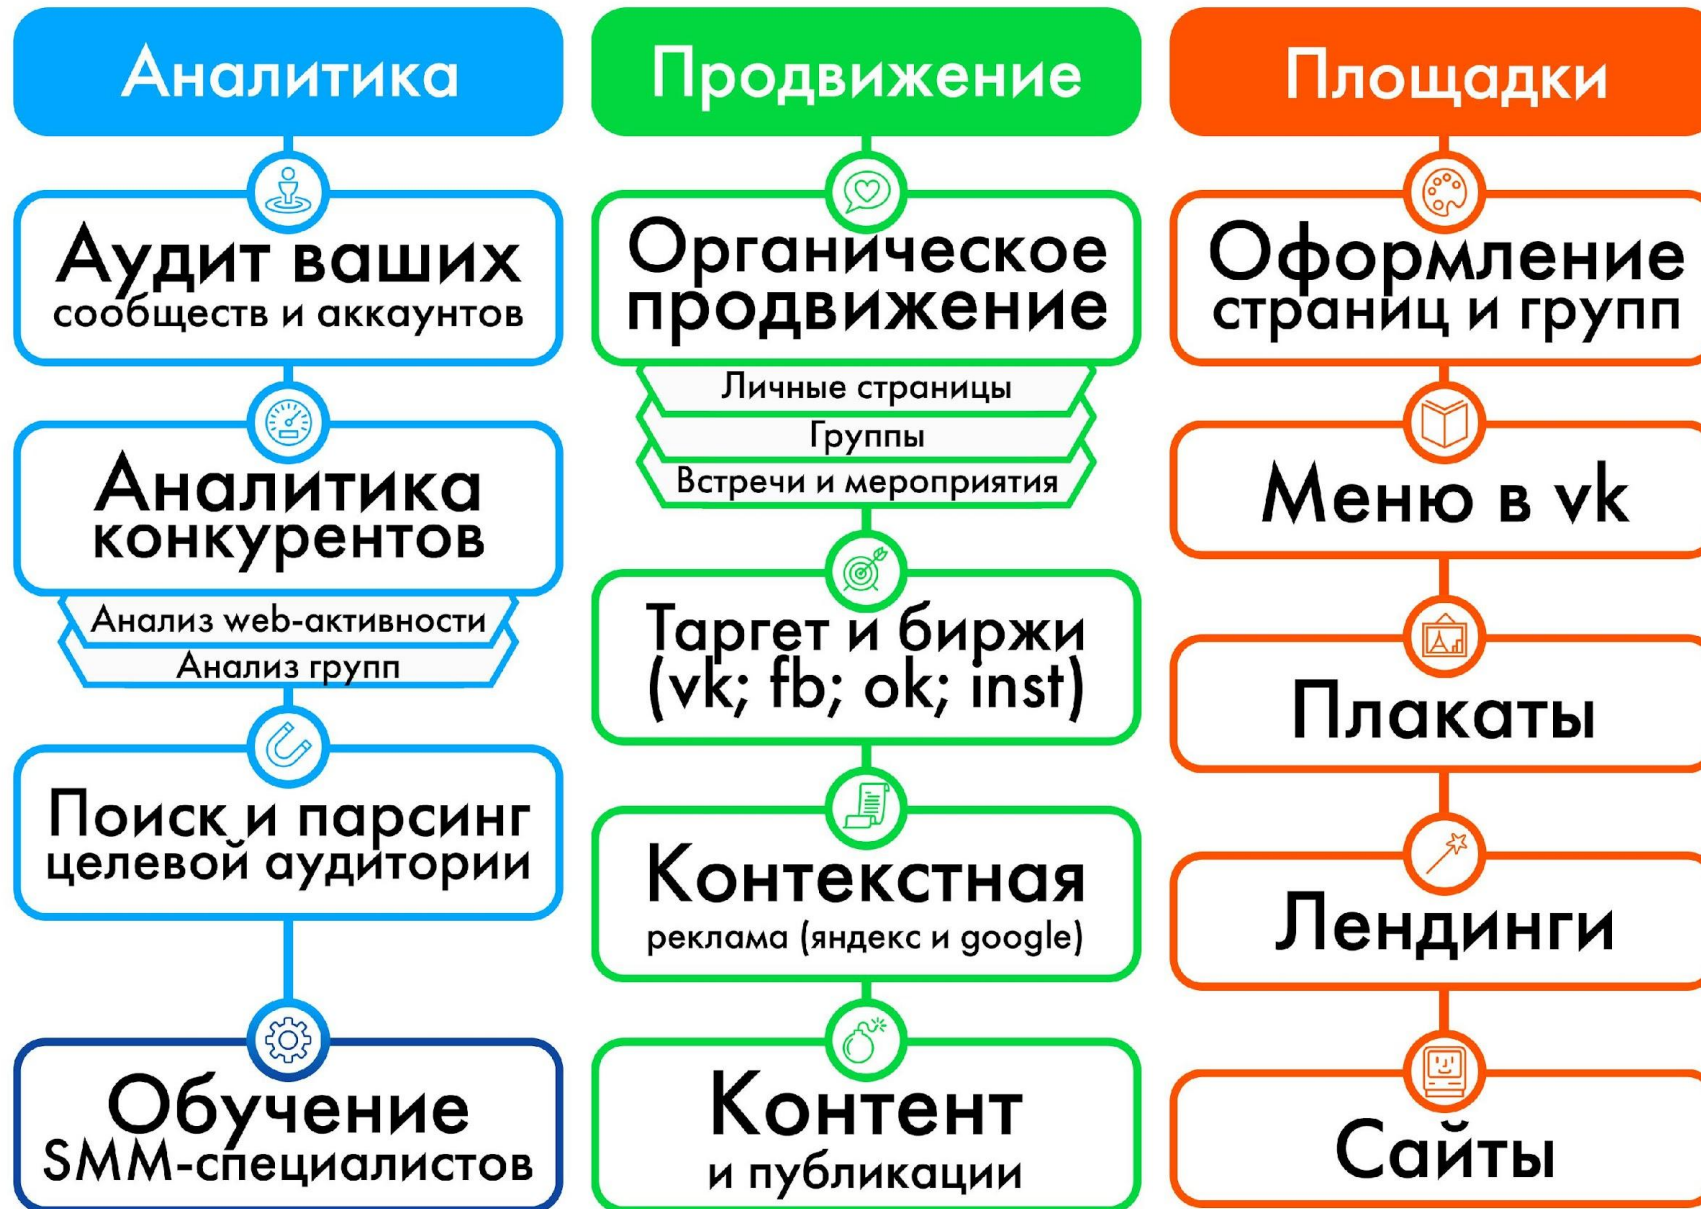 Аналитика
Аудит ваших
сообществ и аккаунтов
Аналитика
конкурентов
Анализ web-активности
Анализ групп
Поиск и парсинг
целевой аудитории
Обучение
SMM-специалистов
Продвижение
Органическое
продвижение
Личные страницы
Группы
Встречи и мероприятия
Таргет и биржи
(vk; fb; ok; inst)
Контекстная
реклама (яндекс и google)
Контент
и публикации
Площадки
Оформление
страниц и групп
Меню в vk
Плакаты
Лендинги
Сайты